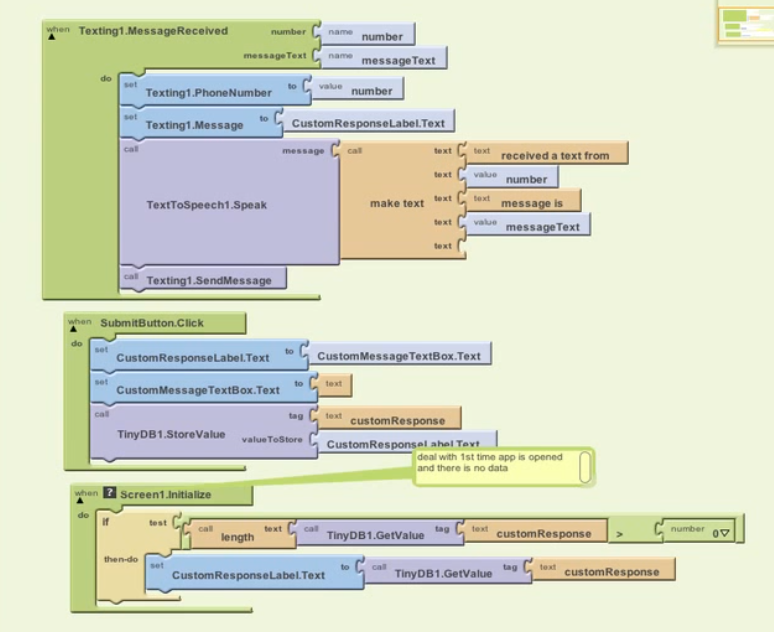 when Texting1.MessageReceived number name number
messageText name messageText
do set Texting1.PhoneNumber to value number
set Texting1.Message to CustomResponseLabel.Text
call TextToSpeech1.Speak message call make text text text received a text from
text value number
text text message is
text value messageText
text
call Texting1.SendMessage
when SubmitButton.Click
do set CustomResponseLabel.Text to CustomMessageTextBox.Text
set CustomMessageTextBox.Text to text
call TinyDB1.StoreValue tag text customResponse
valueToStore CustomResponseLabel.Text
deal with 1st time app is opened
and there is no data
when ? Screen1.Initialize
do if test call length text call TinyDB1.GetValue tag text customResponse > number 0
then-do set CustomResponseLabel.Text to call TinyDB1.GetValue tag text customResponse